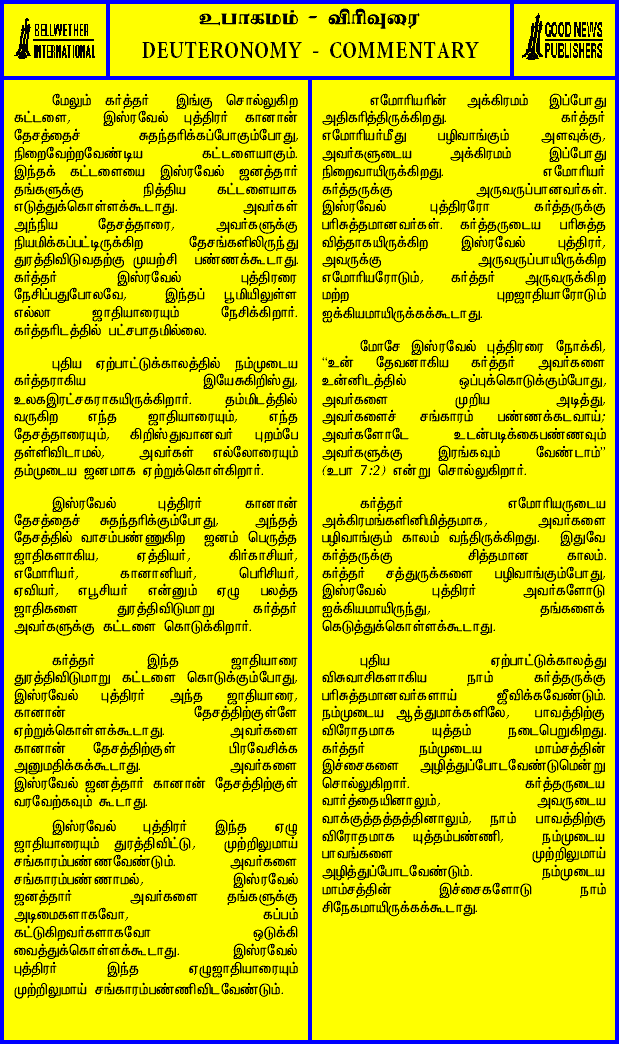 BELLWETHER
INTERNATIONAL
உபாகமம் - விரிவுரை
DEUTERONOMY - COMMENTARY
GOOD NEWS
PUBLISHERS
மேலும் கர்த்தர் இங்கு சொல்லுகிற
கட்டளை, இஸ்ரவேல் புத்திரர் கானான்
தேசத்தைச் சுதந்தரிக்கப்போகும்போது,
நிறைவேற்றவேண்டிய கட்டளையாகும்.
இந்தக் கட்டளையை இஸ்ரவேல் ஜனத்தார்
தங்களுக்கு நித்திய கட்டளையாக
எடுத்துக்கொள்ளக்கூடாது. அவர்கள்
அந்நிய தேசத்தாரை, அவர்களுக்கு
நியமிக்கப்பட்டிருக்கிற தேசங்களிலிருந்து
துரத்திவிடுவதற்கு முயற்சி பண்ணக்கூடாது.
கர்த்தர் இஸ்ரவேல் புத்திரரை
நேசிப்பதுபோலவே, இந்தப் பூமியிலுள்ள
எல்லா ஜாதியாரையும் நேசிக்கிறார்.
கர்த்தரிடத்தில் பட்சபாதமில்லை.
புதிய ஏற்பாட்டுக்காலத்தில் நம்முடைய
கர்த்தராகிய இயேசுகிறிஸ்து,
உலகஇரட்சகராகயிருக்கிறார். தம்மிடத்தில்
வருகிற எந்த ஜாதியாரையும், எந்த
தேசத்தாரையும், கிறிஸ்துவானவர் புறம்பே
தள்ளிவிடாமல், அவர்கள் எல்லோரையும்
தம்முடைய ஜனமாக ஏற்றுக்கொள்கிறார்.
இஸ்ரவேல் புத்திரர் கானான்
தேசத்தைச் சுதந்தரிக்கும்போது, அந்தத்
தேசத்தில் வாசம்பண்ணுகிற ஜனம் பெருத்த
ஜாதிகளாகிய, ஏத்தியர், கிர்காசியர்,
எமோரியர், கானானியர், பெரிசியர்,
ஏவியர், எபூசியர் என்னும் ஏழு பலத்த
ஜாதிகளை துரத்திவிடுமாறு கர்த்தர்
அவர்களுக்கு கட்டளை கொடுக்கிறார்.
கர்த்தர் இந்த ஜாதியாரை
துரத்திவிடுமாறு கட்டளை கொடுக்கும்போது,
இஸ்ரவேல் புத்திரர் அந்த ஜாதியாரை,
கானான் தேசத்திற்குள்ளே
ஏற்றுக்கொள்ளக்கூடாது. அவர்களை
கானான் தேசத்திற்குள் பிரவேசிக்க
அனுமதிக்கக்கூடாது. அவர்களை
இஸ்ரவேல் ஜனத்தார் கானான் தேசத்திற்குள்
வரவேற்கவும் கூடாது.
இஸ்ரவேல் புத்திரர் இந்த ஏழு
ஜாதியாரையும் துரத்திவிட்டு, முற்றிலுமாய்
சங்காரம்பண்ணவேண்டும். அவர்களை
சங்காரம்பண்ணாமல், இஸ்ரவேல்
ஜனத்தார் அவர்களை தங்களுக்கு
அடிமைகளாகவோ, கப்பம்
கட்டுகிறவர்களாகவோ ஒடுக்கி
வைத்துக்கொள்ளக்கூடாது. இஸ்ரவேல்
புத்திரர் இந்த ஏழுஜாதியாரையும்
முற்றிலுமாய் சங்காரம்பண்ணிவிடவேண்டும்.
எமோரியரின் அக்கிரமம் இப்போது
அதிகரித்திருக்கிறது. கர்த்தர்
எமோரியர்மீது பழிவாங்கும் அளவுக்கு,
அவர்களுடைய அக்கிரமம் இப்போது
நிறைவாயிருக்கிறது. எமோரியர்
கர்த்தருக்கு அருவருப்பானவர்கள்.
இஸ்ரவேல் புத்திரரோ கர்த்தருக்கு
பரிசுத்தமானவர்கள். கர்த்தருடைய பரிசுத்த
வித்தாகயிருக்கிற இஸ்ரவேல் புத்திரர்,
அவருக்கு அருவருப்பாயிருக்கிற
எமோரியரோடும், கர்த்தர் அருவருக்கிற
மற்ற புறஜாதியாரோடும்
ஐக்கியமாயிருக்கக்கூடாது.
மோசே இஸ்ரவேல் புத்திரரை நோக்கி,
“உன் தேவனாகிய கர்த்தர் அவர்களை
உன்னிடத்தில் ஒப்புக்கொடுக்கும்போது,
அவர்களை முறிய அடித்து,
அவர்களைச் சங்காரம் பண்ணக்கடவாய்;
அவர்களோடே உடன்படிக்கைபண்ணவும்
அவர்களுக்கு இரங்கவும் வேண்டாம்”
(உபா 7:2) என்று சொல்லுகிறார்.
கர்த்தர் எமோரியருடைய
அக்கிரமங்களினிமித்தமாக, அவர்களை
பழிவாங்கும் காலம் வந்திருக்கிறது. இதுவே
கர்த்தருக்கு சித்தமான காலம்.
கர்த்தர் சத்துருக்களை பழிவாங்கும்போது,
இஸ்ரவேல் புத்திரர் அவர்களோடு
ஐக்கியமாயிருந்து, தங்களைக்
கெடுத்துக்கொள்ளக்கூடாது.
புதிய ஏற்பாட்டுக்காலத்து
விசுவாசிகளாகிய நாம் கர்த்தருக்கு
பரிசுத்தமானவர்களாய் ஜீவிக்கவேண்டும்.
நம்முடைய ஆத்துமாக்களிலே, பாவத்திற்கு
விரோதமாக யுத்தம் நடைபெறுகிறது.
கர்த்தர் நம்முடைய மாம்சத்தின்
இச்சைகளை அழித்துப்போடவேண்டுமென்று
சொல்லுகிறார். கர்த்தருடைய
வார்த்தையினாலும், அவருடைய
வாக்குத்தத்தத்தினாலும், நாம் பாவத்திற்கு
விரோதமாக யுத்தம்பண்ணி, நம்முடைய
பாவங்களை முற்றிலுமாய்
அழித்துப்போடவேண்டும். நம்முடைய
மாம்சத்தின் இச்சைகளோடு நாம்
சிநேகமாயிருக்கக்கூடாது.